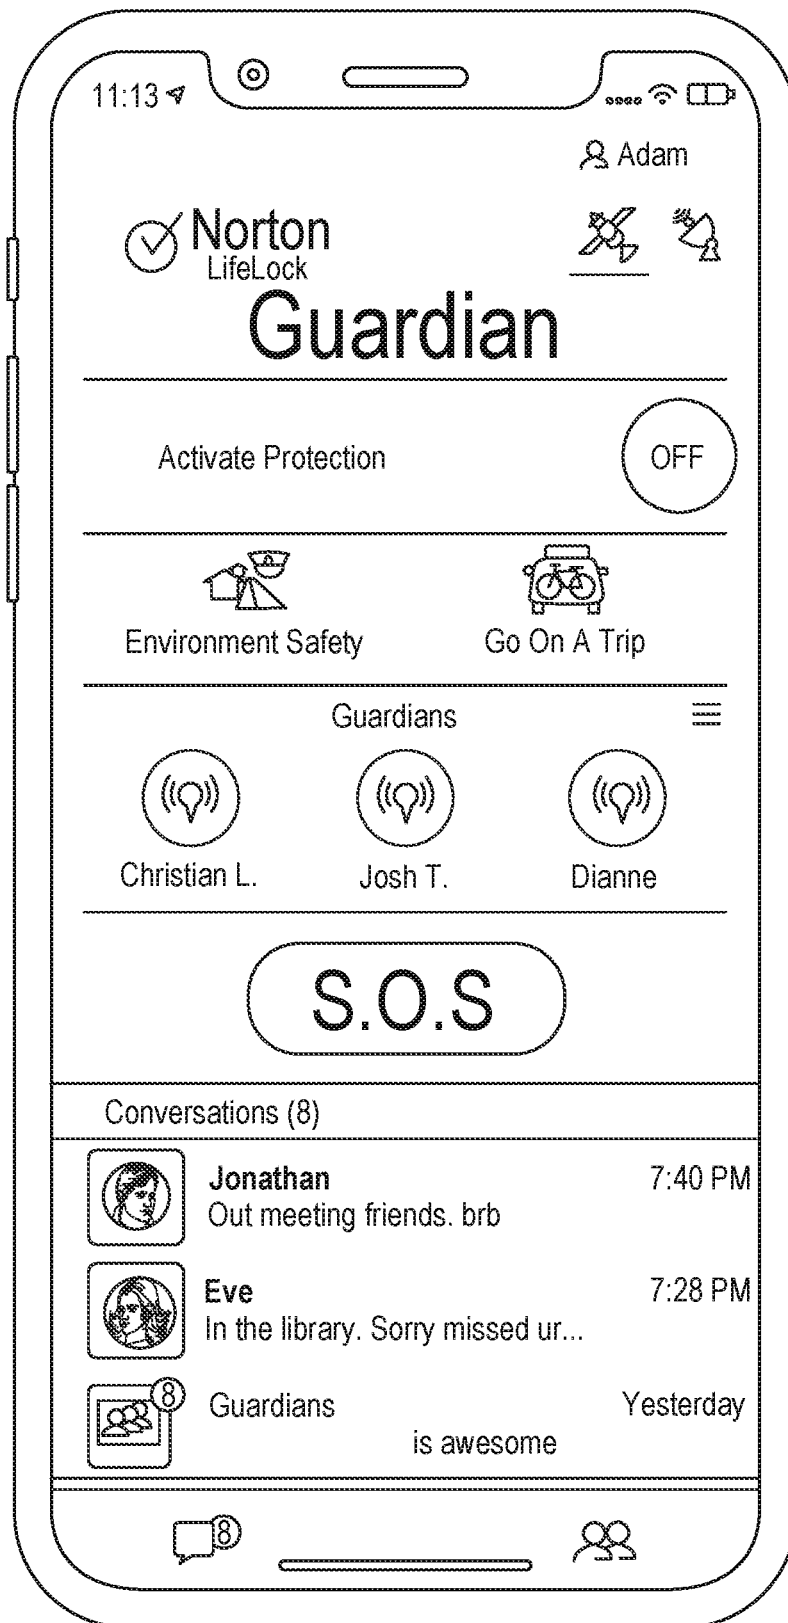 11:13
Adam
Norton
LifeLock
Guardian
Activate Protection
OFF
Environment Safety
Go On A Trip
Guardians
Christian L.
Josh T.
Dianne
S.O.S
Conversations (8)
Jonathan
7:40 PM
Out meeting friends. brb
Eve
7:28 PM
In the library. Sorry missed ur...
8
Guardians
Yesterday
is awesome
8